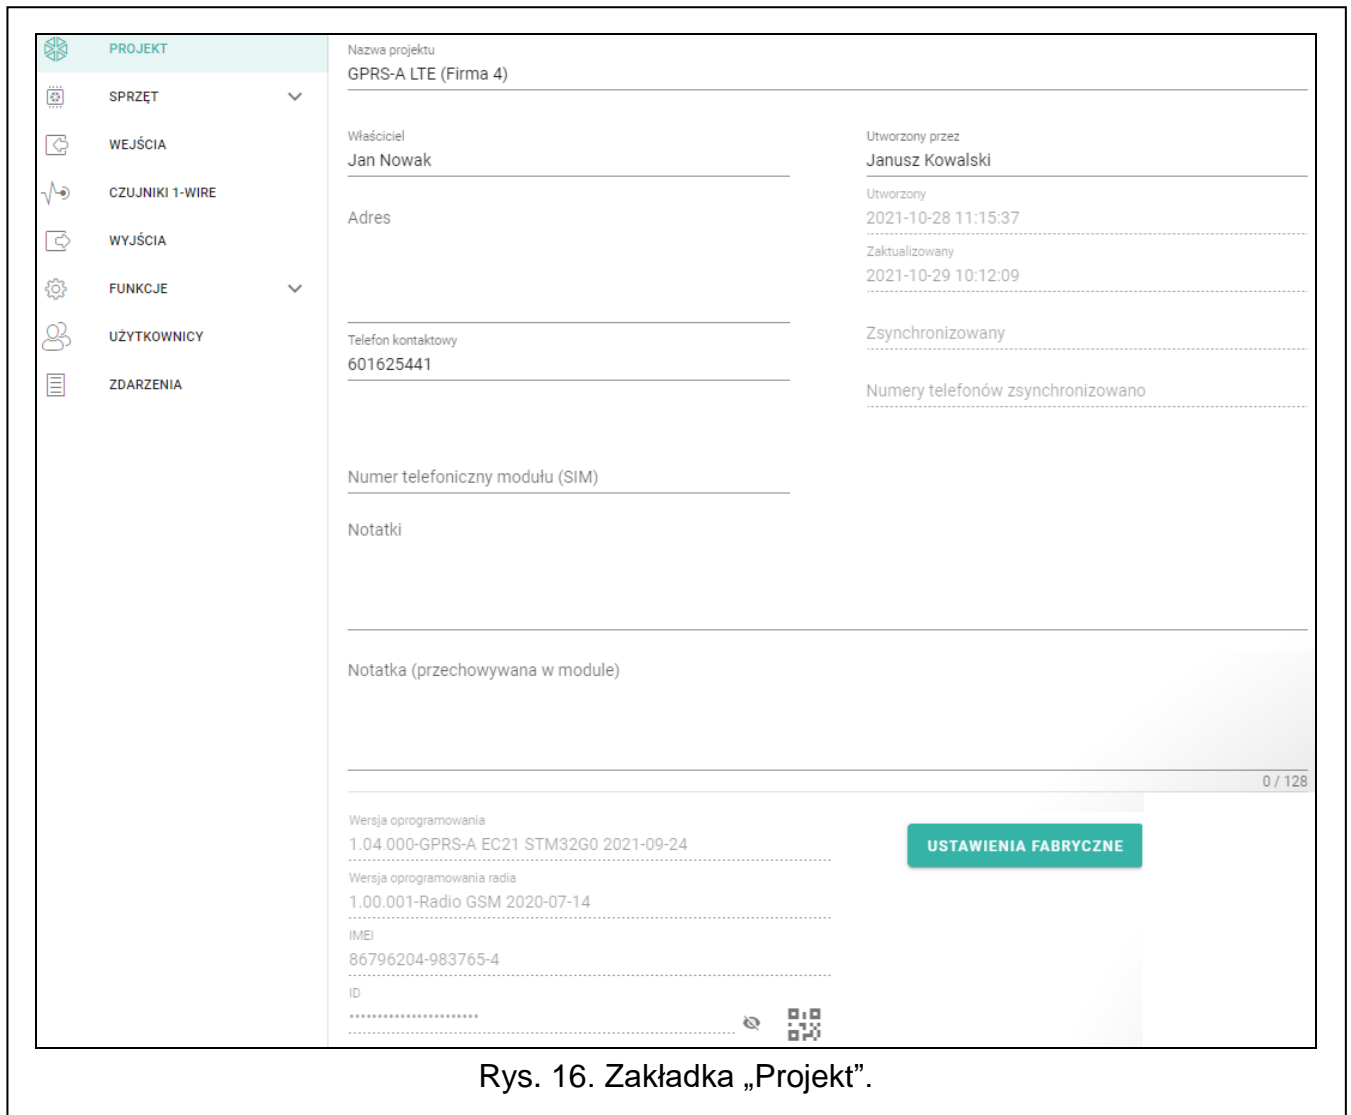 PROJEKT
SPRZĘT
WEJŚCIA
CZUJNIKI 1-WIRE
WYJŚCIA
FUNKCJE
UŻYTKOWNICY
ZDARZENIA
Nazwa projektu
GPRS-A LTE (Firma 4)
Właściciel
Jan Nowak
Adres
Telefon kontaktowy
601625441
Utworzony przez
Janusz Kowalski
Utworzony
2021-10-28 11:15:37
Zaktualizowany
2021-10-29 10:12:09
Zsynchronizowany
Numery telefonów zsynchronizowano
Numer telefoniczny modułu (SIM)
Notatki
Notatka (przechowywana w module)
0 / 128
Wersja oprogramowania
1.04.000-GPRS-A EC21 STM32G0 2021-09-24
USTAWIENIA FABRYCZNE
Wersja oprogramowania radia
1.00.001-Radio GSM 2020-07-14
IMEI
86796204-983765-4
ID
•••••••••••••••••••••••
Rys. 16. Zakładka „Projekt”.